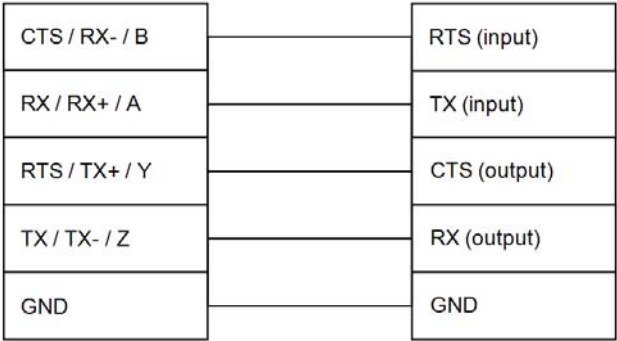 CTS / RX- / B
RTS (input)
RX / RX+ / A
TX (input)
RTS / TX+ / Y
CTS (output)
TX / TX- / Z
RX (output)
GND
GND